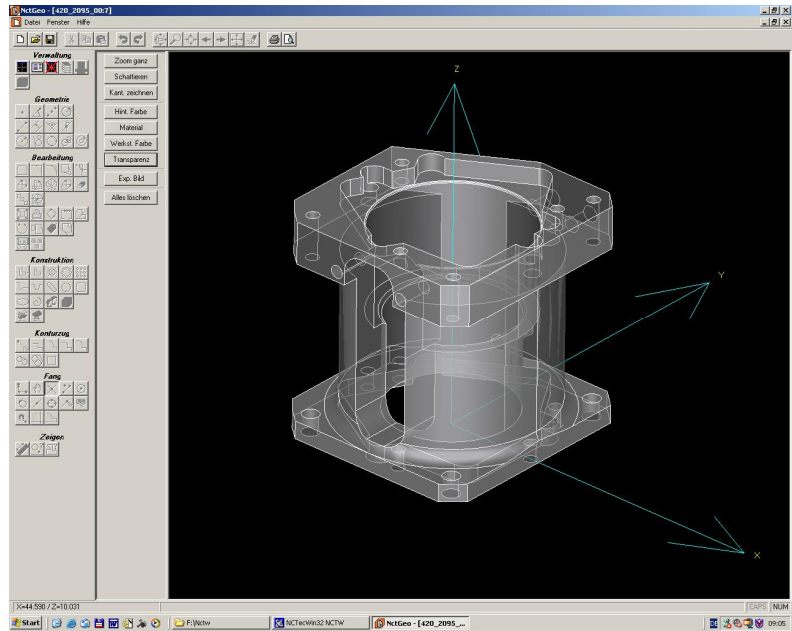 NctGeo - [420_2095_00:7]
Datei Fenster Hilfe
Verwaltung
Geometrie
Bearbeitung
Konstruktion
Konturzug
Fang
Zeigen
Zoom ganz
Schattieren
Kant. zeichnen
Hint. Farbe
Material
Werkst. Farbe
Transparenz
Exp. Bild
Alles löschen
Z
Y
X
X=44.590 / Z=10.031
CAPS NUM
Start
F:\Nctw
NCTecWin32 NCTW
NctGeo - [420_2095_...
09:05